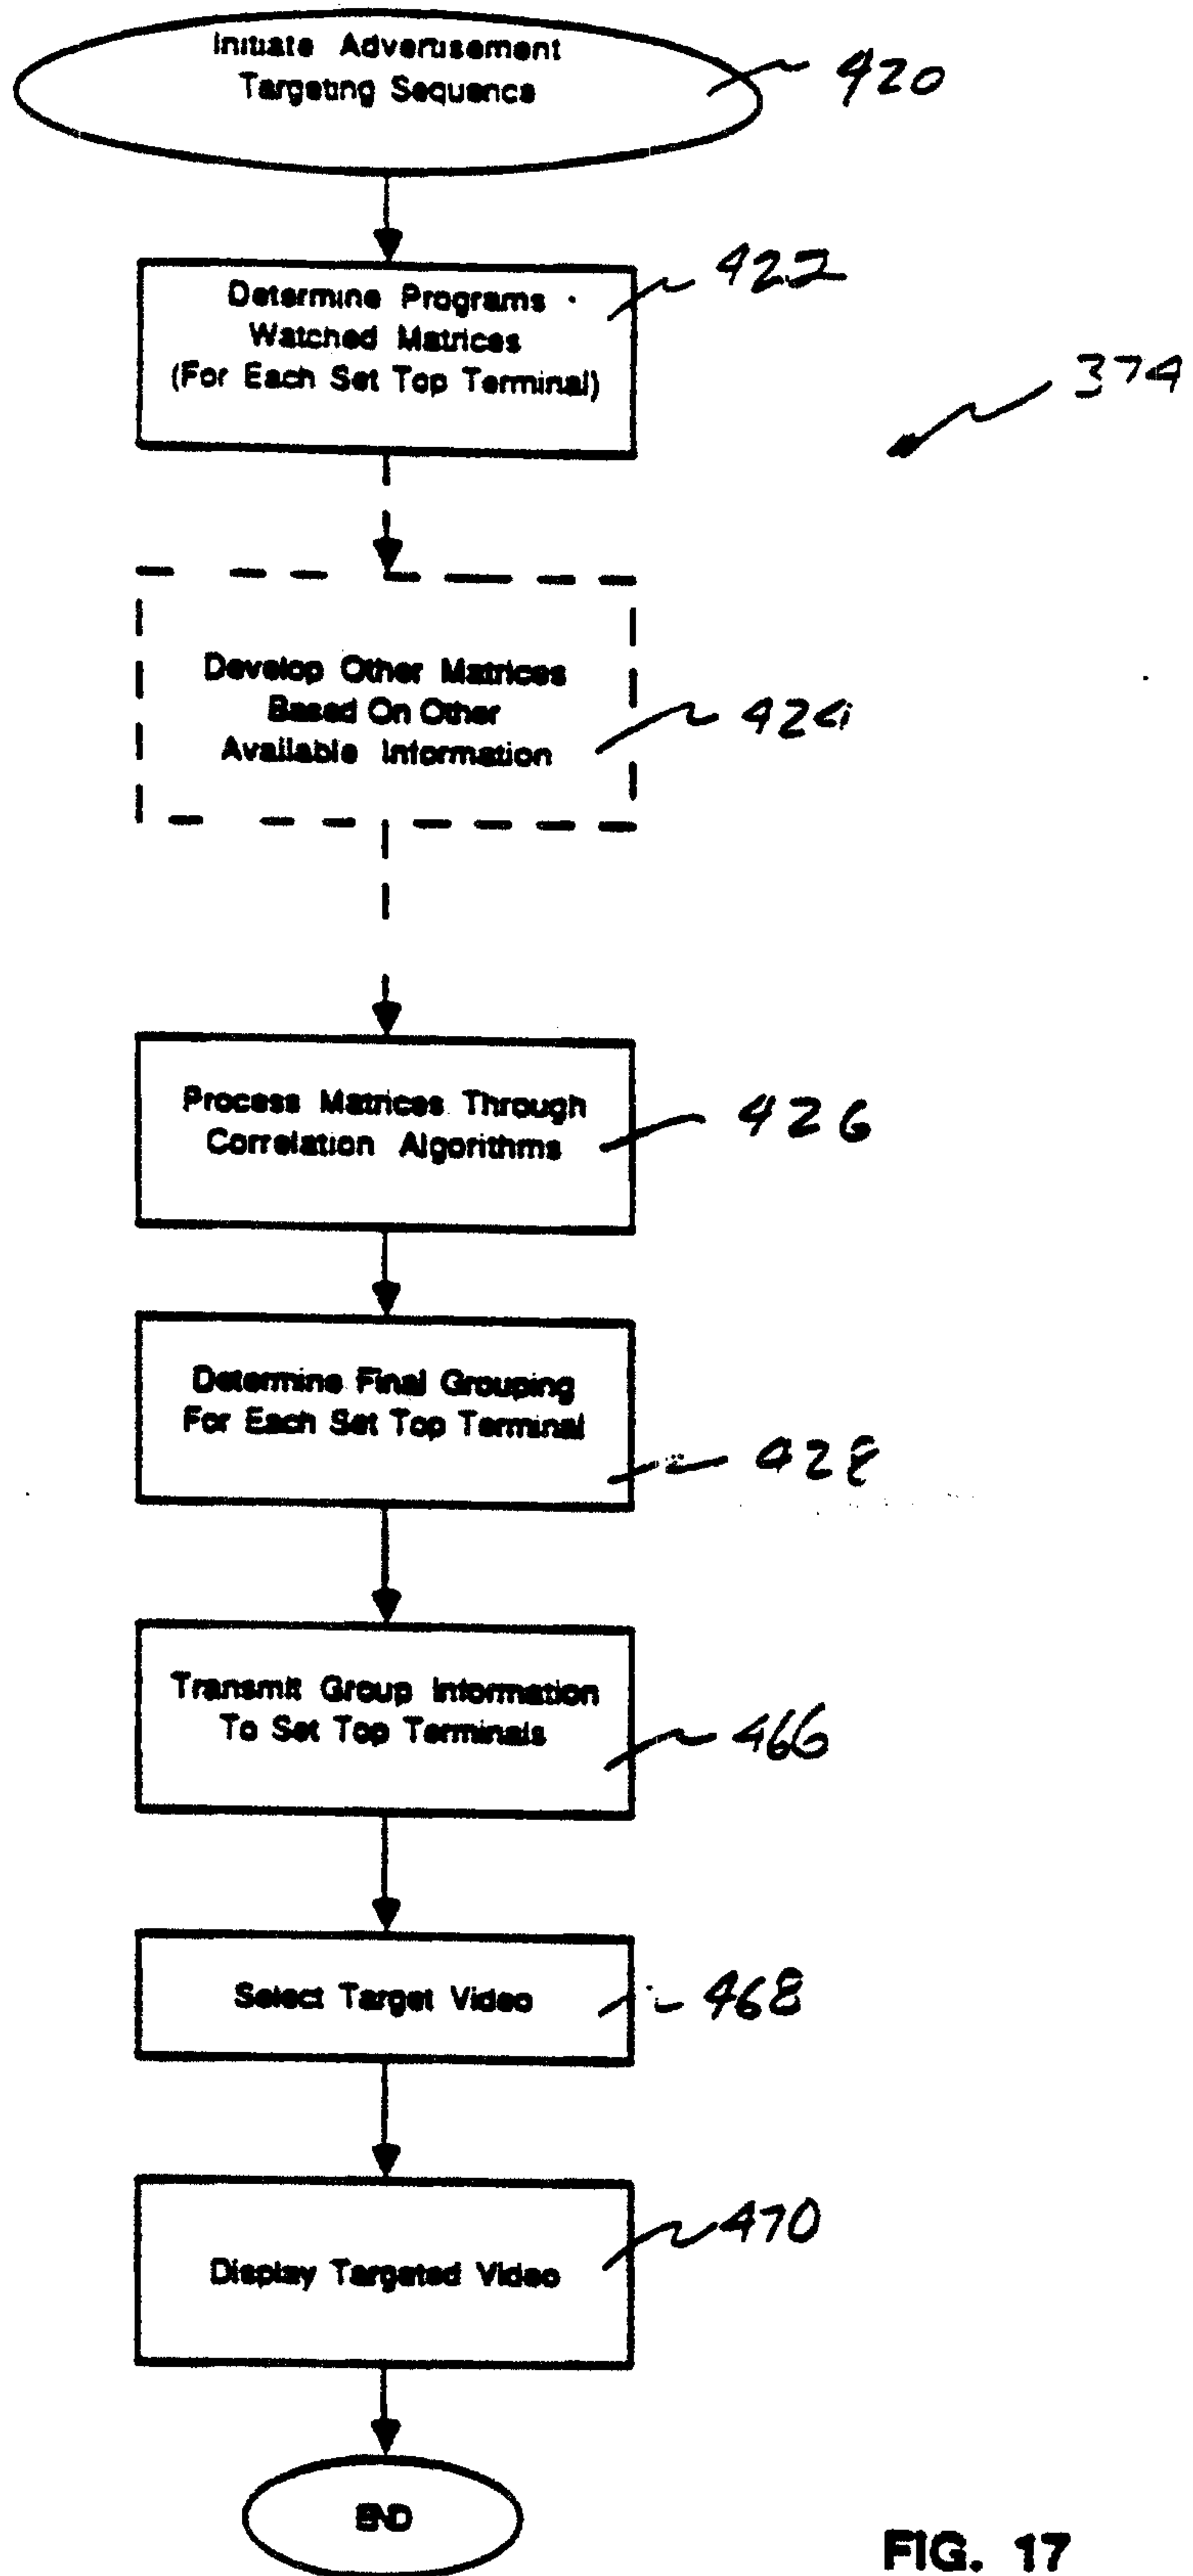 Initiate Advertisement
Targeting Sequence
420
Determine Programs
Watched Matrices
(For Each Set Top Terminal)
422
374
Develop Other Matrices
Based On Other
Available Information
424
Process Matrices Through
Correlation Algorithms
426
Determine Final Grouping
For Each Set Top Terminal
428
Transmit Group Information
To Set Top Terminals
466
Select Target Video
468
Display Targeted Video
470
END
FIG. 17